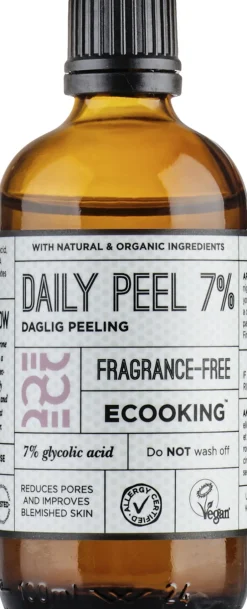 WITH NATURAL & ORGANIC INGREDIENTS
DAILY PEEL 7%
DAGLIG PEELING
FRAGRANCE-FREE
ECOOKING™
7% glycolic acid
Do NOT wash off
REDUCES PORES
AND IMPROVES
BLEMISHED SKIN
ALLERGY CERTIFIED
Vegan